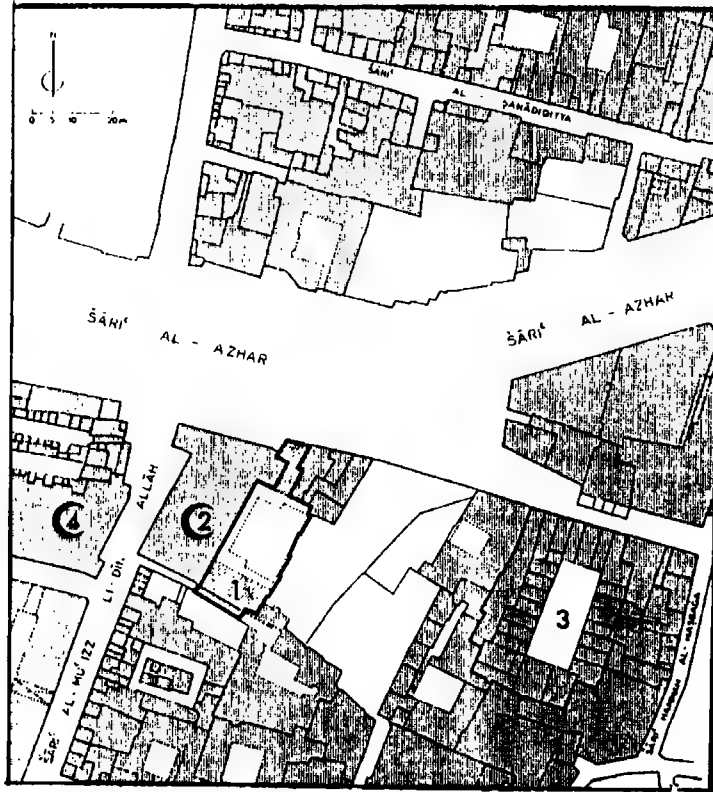 N
0 5 10 20m
ŠĀRIʿ AL ṢANĀDIQIYYA
ŠĀRIʿ AL - AZHAR
ŠĀRIʿ AL - AZHAR
4
2
1
3
ŠĀRIʿ AL - MUʿIZZ LI-DĪN ALLĀH
ŠĀRIʿ